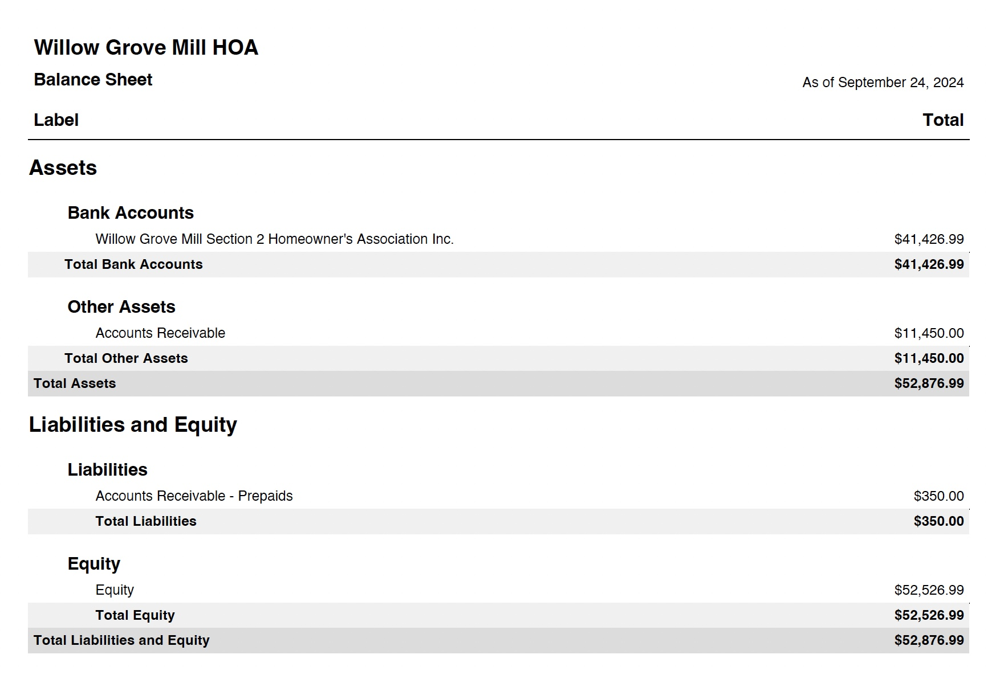 Willow Grove Mill HOA
Balance Sheet As of September 24, 2024
Label Total
Assets
Bank Accounts
Willow Grove Mill Section 2 Homeowner's Association Inc. $41,426.99
Total Bank Accounts $41,426.99
Other Assets
Accounts Receivable $11,450.00
Total Other Assets $11,450.00
Total Assets $52,876.99
Liabilities and Equity
Liabilities
Accounts Receivable - Prepaids $350.00
Total Liabilities $350.00
Equity
Equity $52,526.99
Total Equity $52,526.99
Total Liabilities and Equity $52,876.99